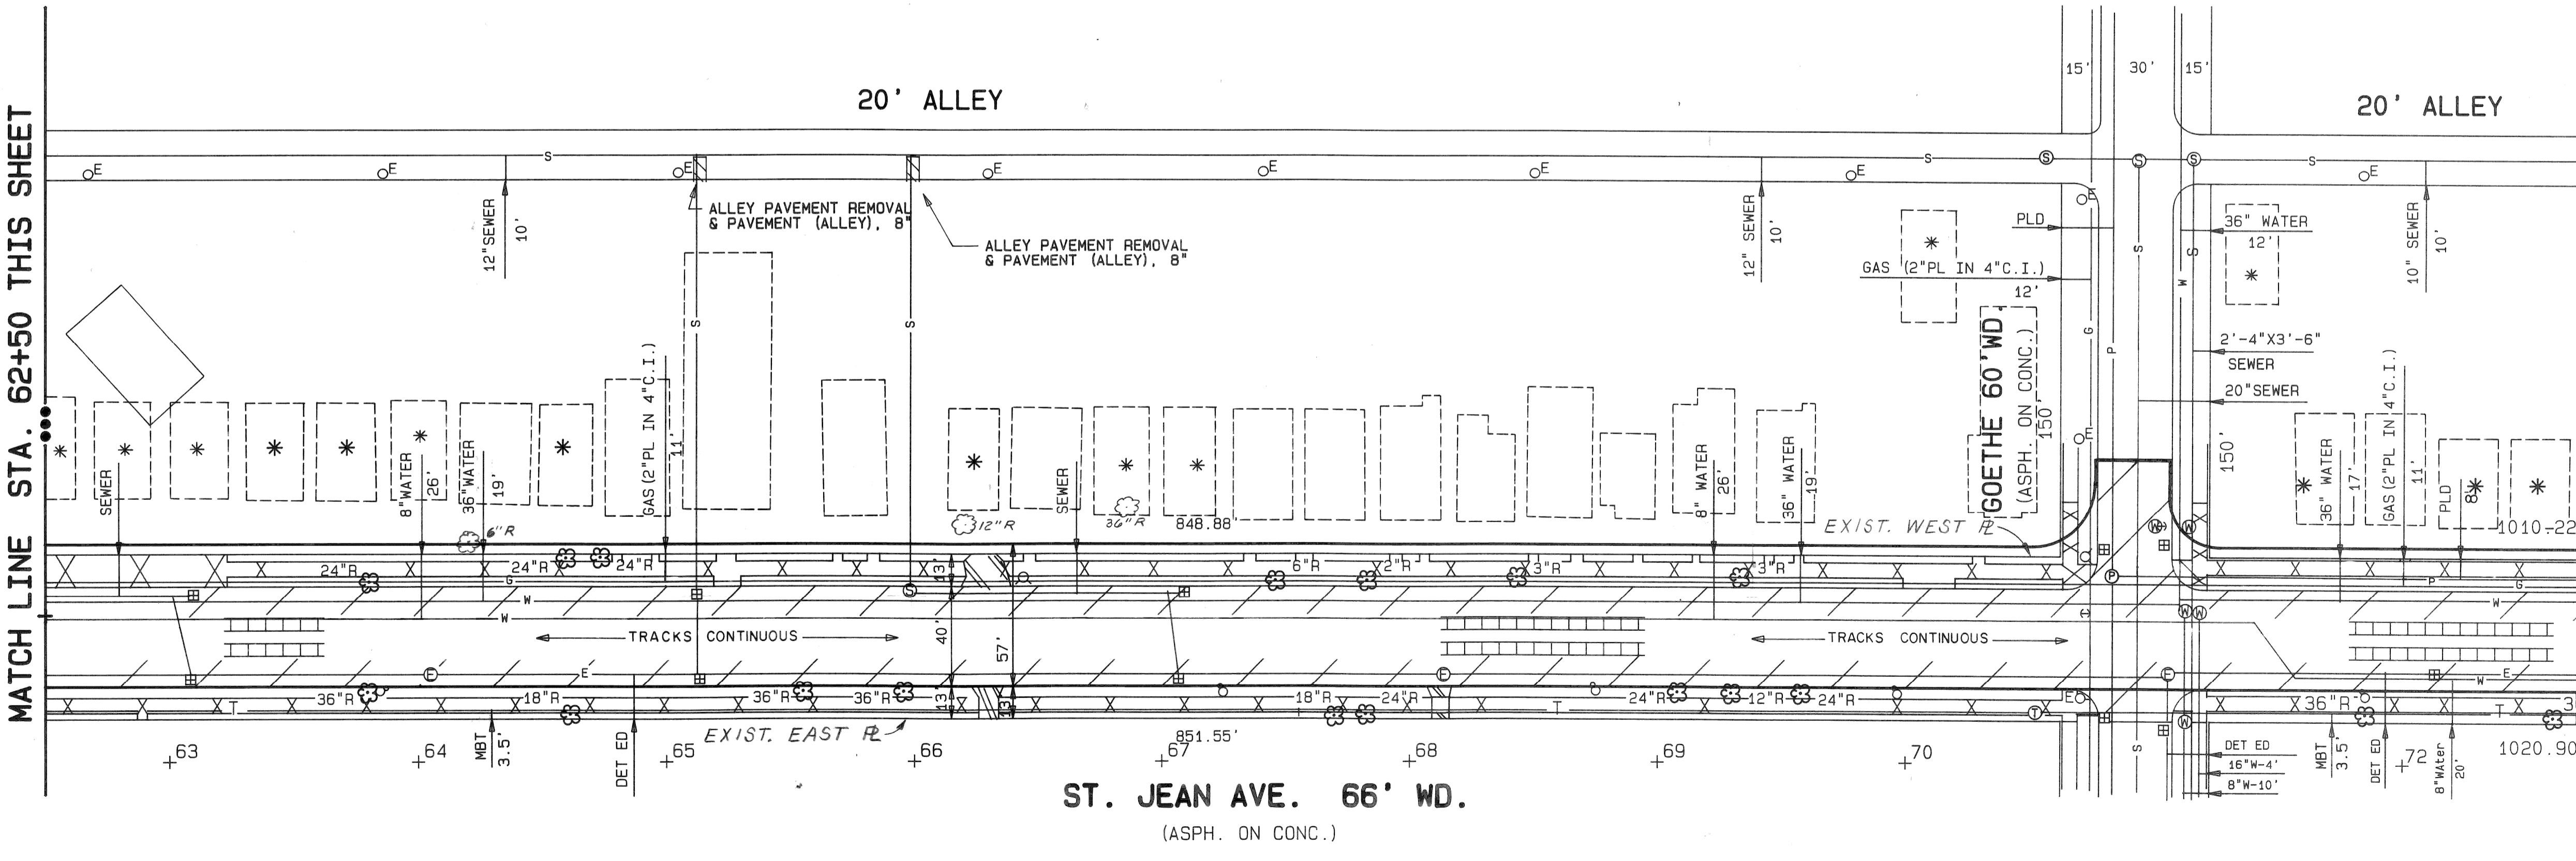 MATCH LINE STA. 62+50 THIS SHEET
20' ALLEY
15' 30' 15'
20' ALLEY
E E E E E E E E
S S S S S S
12"SEWER
10'
ALLEY PAVEMENT REMOVAL
& PAVEMENT (ALLEY), 8"
ALLEY PAVEMENT REMOVAL
& PAVEMENT (ALLEY), 8"
12" SEWER
10'
PLD
E
36" WATER
12'
10" SEWER
10'
GAS (2"PL IN 4"C.I.)
12'
S S
W
GOETHE 60'WD.
(ASPH. ON CONC.)
150'
S S
G P
2'-4"X3'-6"
SEWER
20"SEWER
E
150'
SEWER
8"WATER
26'
36"WATER
19'
GAS(2"PL IN 4"C.I.)
11'
SEWER
8" WATER
26'
36" WATER
19'
36" WATER
17'
GAS(2"PL IN 4"C.I.)
11'
PLD
8'
6"R
12"R
36"R
848.88'
EXIST. WEST PL
W W
1010.22
24"R 24"R 24"R
6"R 2"R 3"R 3"R
13'
G
S
P
P G
W
W
W W
W
TRACKS CONTINUOUS
40'
57'
TRACKS CONTINUOUS
E E E E E
W
36"R 18"R 36"R 36"R
13' 13'
18"R 24"R
24"R 12"R 24"R
E
36"R
T T T T
W
EXIST. EAST PL
851.55'
1020.90
63 64 65 66 67 68 69 70 72
MBT
3.5'
DET ED
S
DET ED
16"W-4'
8"W-10'
MBT
3.5'
DET ED
8"WAter
20'
ST. JEAN AVE. 66' WD.
(ASPH. ON CONC.)